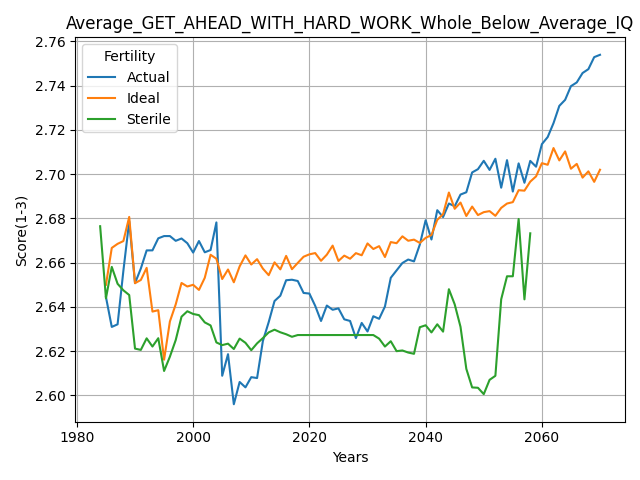 Average_GET_AHEAD_WITH_HARD_WORK_Whole_Below_Average_IQ
Fertility
Actual
Ideal
Sterile
Score(1-3)
2.76
2.74
2.72
2.70
2.68
2.66
2.64
2.62
2.60
1980 2000 2020 2040 2060
Years